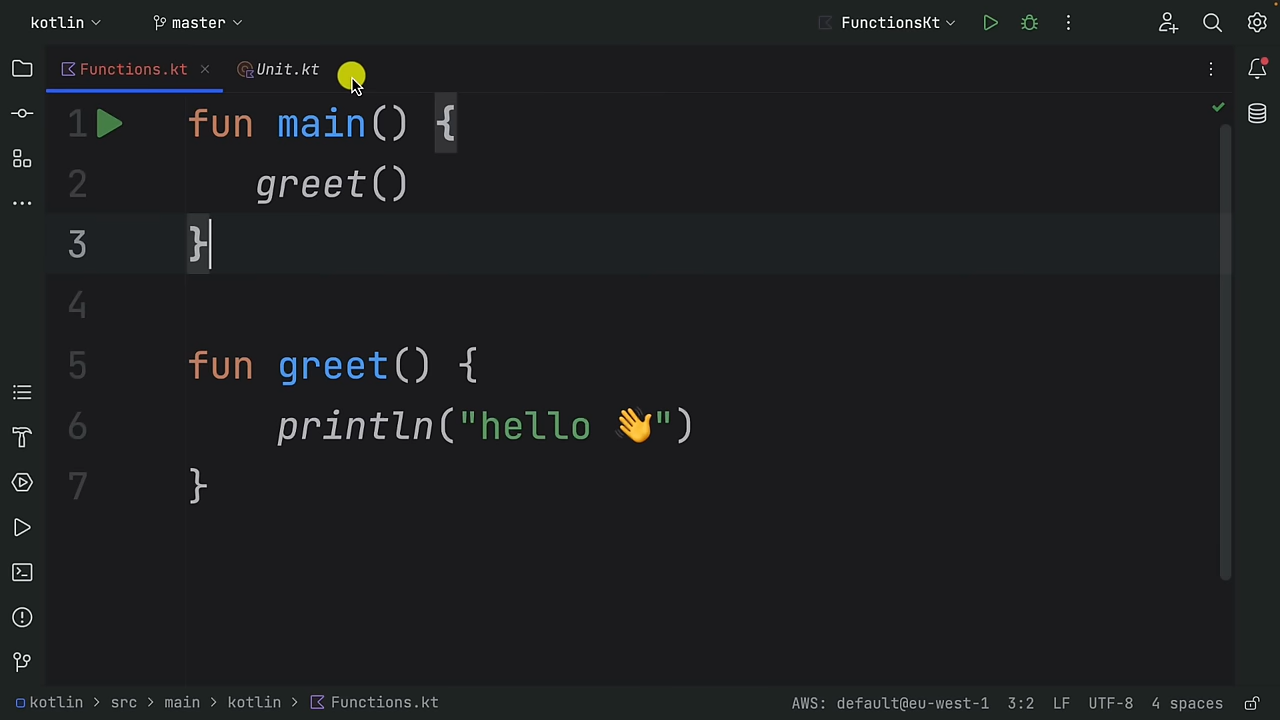 kotlin
master
FunctionsKt
Functions.kt
Unit.kt
1 fun main() {
2 greet()
3 }
4
5 fun greet() {
6 println("hello 👋")
7 }
kotlin > src > main > kotlin > Functions.kt
AWS: default@eu-west-1 3:2 LF UTF-8 4 spaces